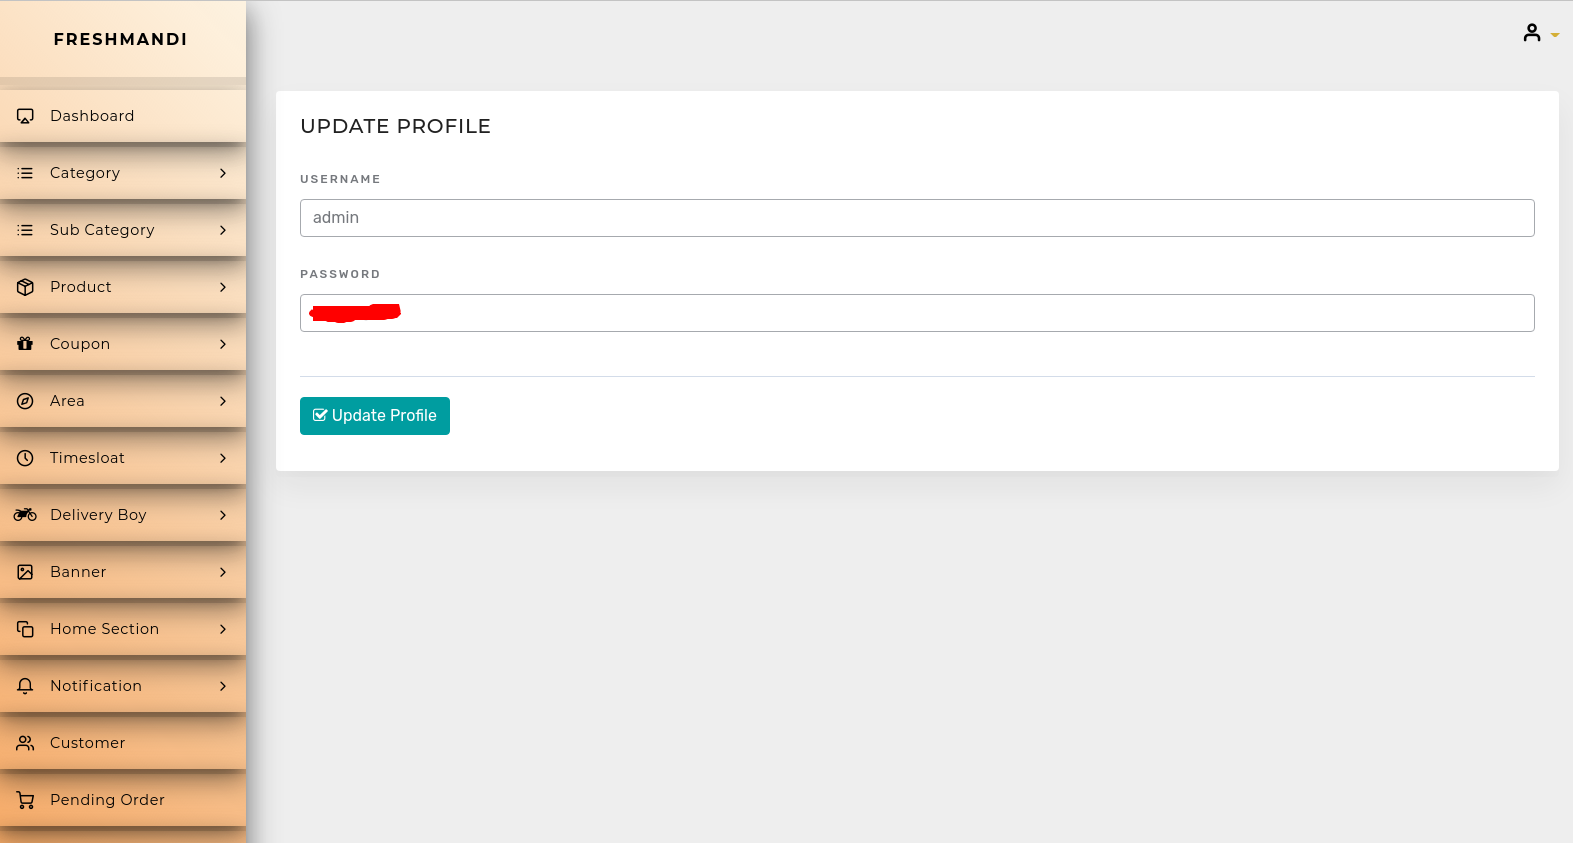 FRESHMANDI
Dashboard
Category
Sub Category
Product
Coupon
Area
Timesloat
Delivery Boy
Banner
Home Section
Notification
Customer
Pending Order
UPDATE PROFILE
USERNAME
admin
PASSWORD
Update Profile